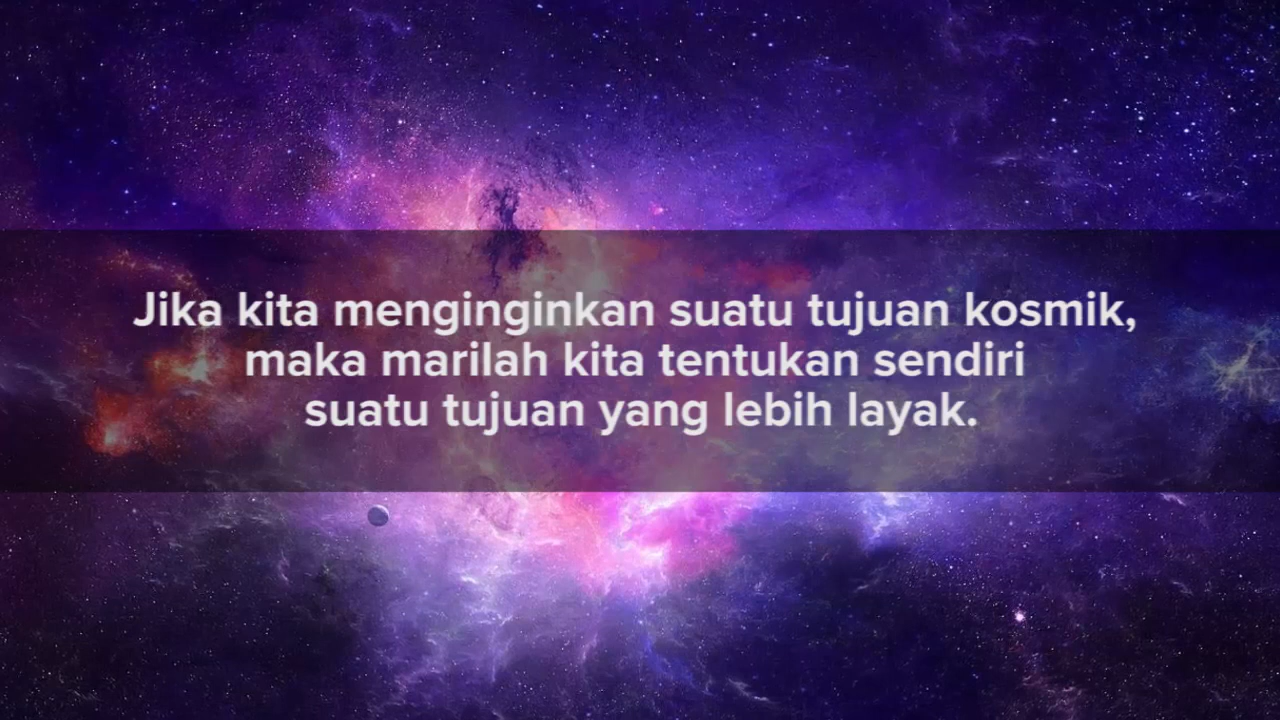 Jika kita menginginkan suatu tujuan kosmik,
maka marilah kita tentukan sendiri
suatu tujuan yang lebih layak.